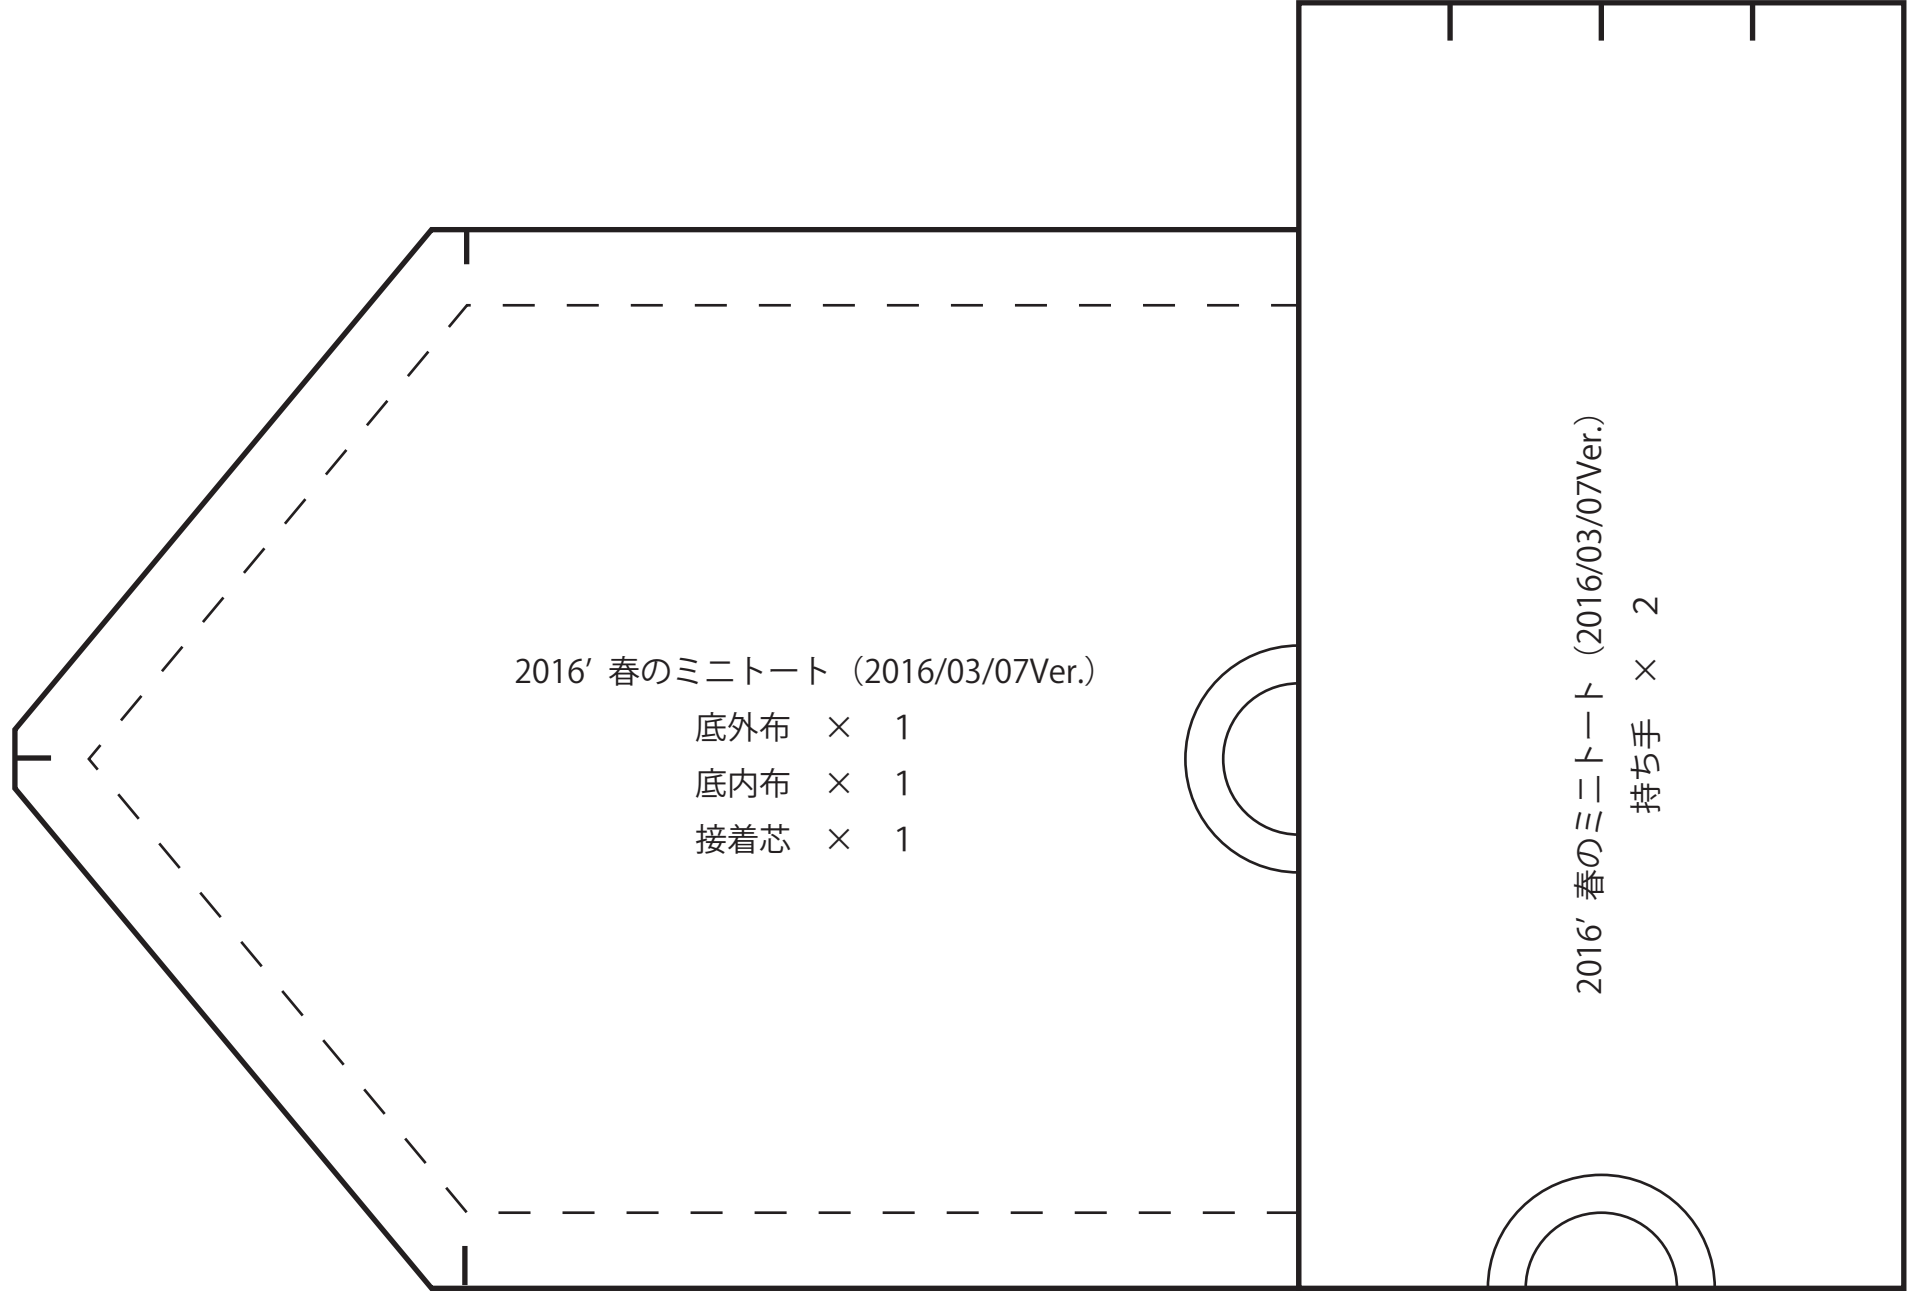 2016’ 春のミニトート（2016/03/07Ver.）
底外布　×　1
底内布　×　1
接着芯　×　1
2016’ 春のミニトート（2016/03/07Ver.）
持ち手　×　2